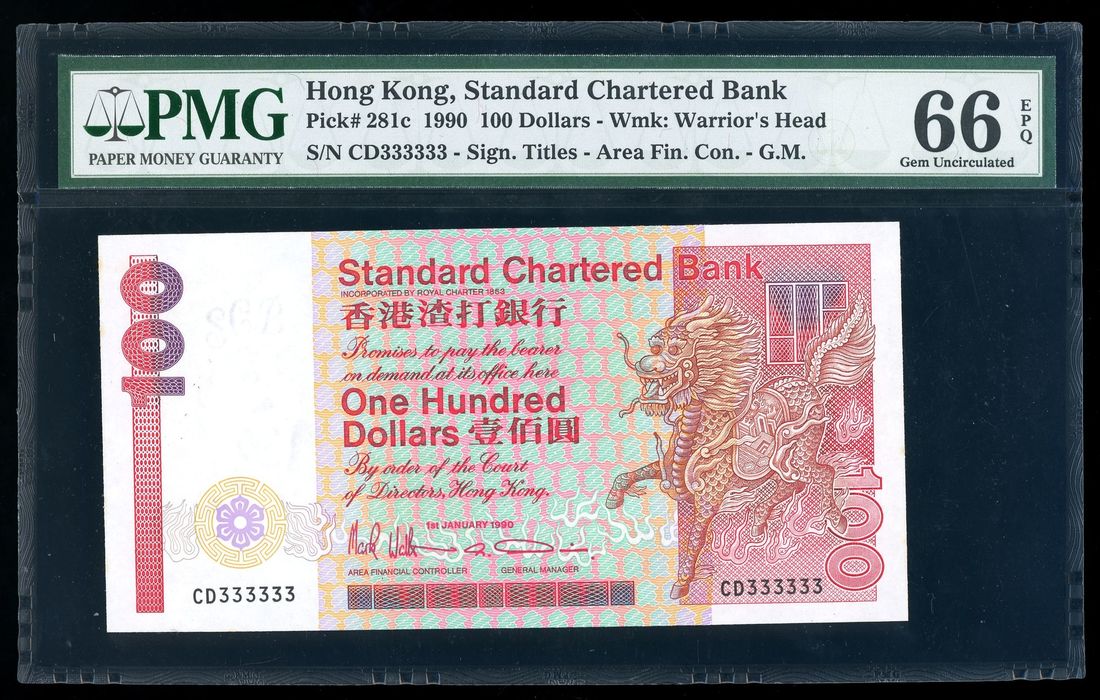 PMG
PAPER MONEY GUARANTY
Hong Kong, Standard Chartered Bank
Pick# 281c 1990 100 Dollars - Wmk: Warrior's Head
S/N CD333333 - Sign. Titles - Area Fin. Con. - G.M.
66
EPQ
Gem Uncirculated
100
Standard Chartered Bank
INCORPORATED BY ROYAL CHARTER 1853
香港渣打銀行
Promises to pay the bearer
on demand at its office here
One Hundred
Dollars 壹佰圓
By order of the Court
of Directors, Hong Kong.
1st JANUARY 1990
AREA FINANCIAL CONTROLLER
GENERAL MANAGER
CD333333
CD333333
100